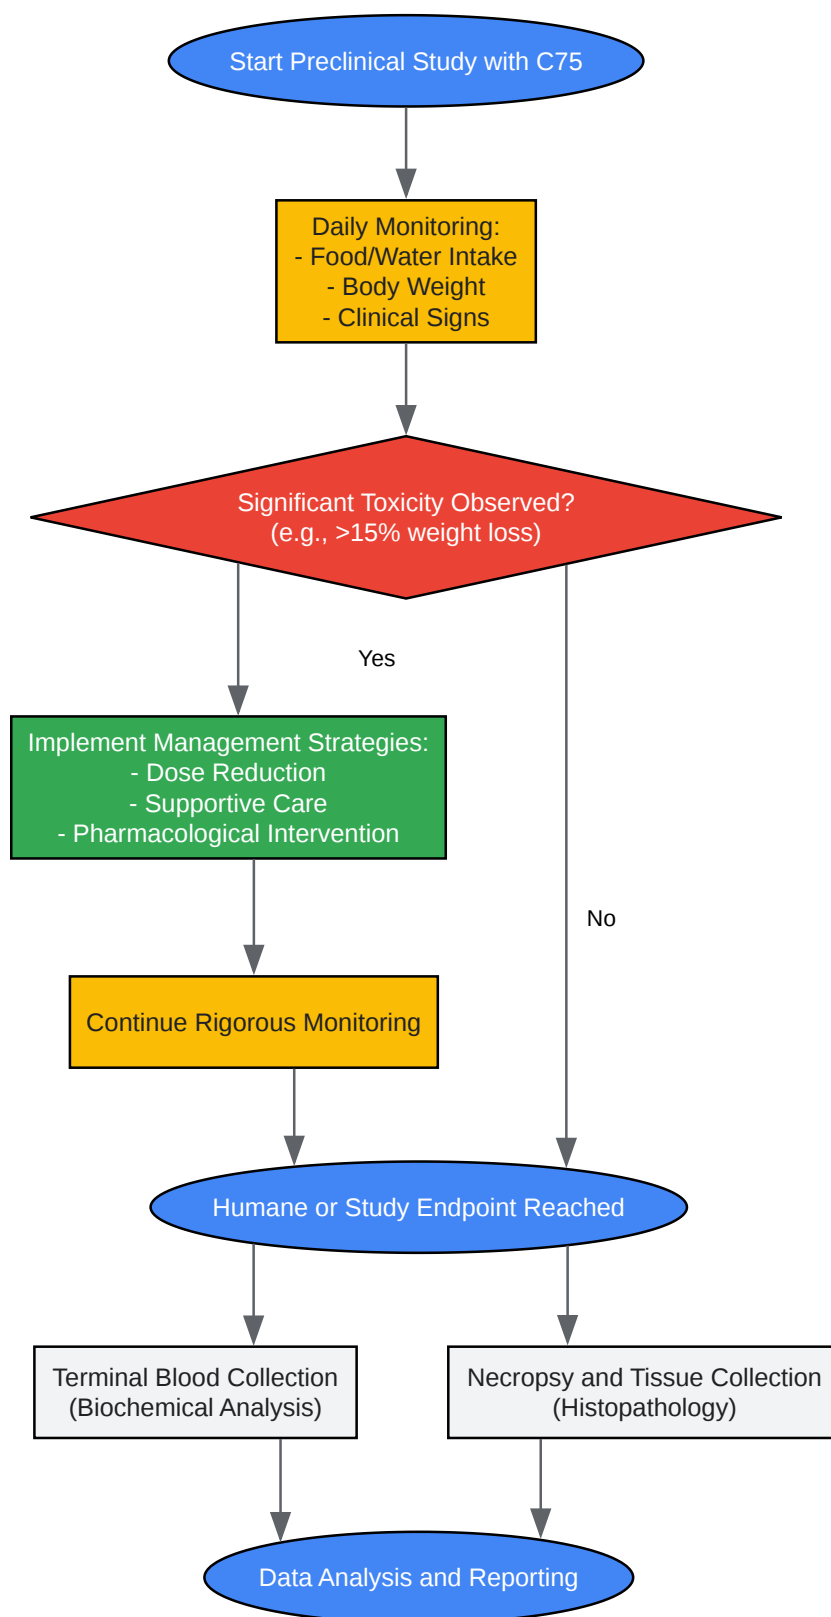 Start Preclinical Study with C75
Daily Monitoring:
- Food/Water Intake
- Body Weight
- Clinical Signs
Significant Toxicity Observed?
(e.g., >15% weight loss)
Yes
Implement Management Strategies:
- Dose Reduction
- Supportive Care
- Pharmacological Intervention
No
Continue Rigorous Monitoring
Humane or Study Endpoint Reached
Terminal Blood Collection
(Biochemical Analysis)
Necropsy and Tissue Collection
(Histopathology)
Data Analysis and Reporting